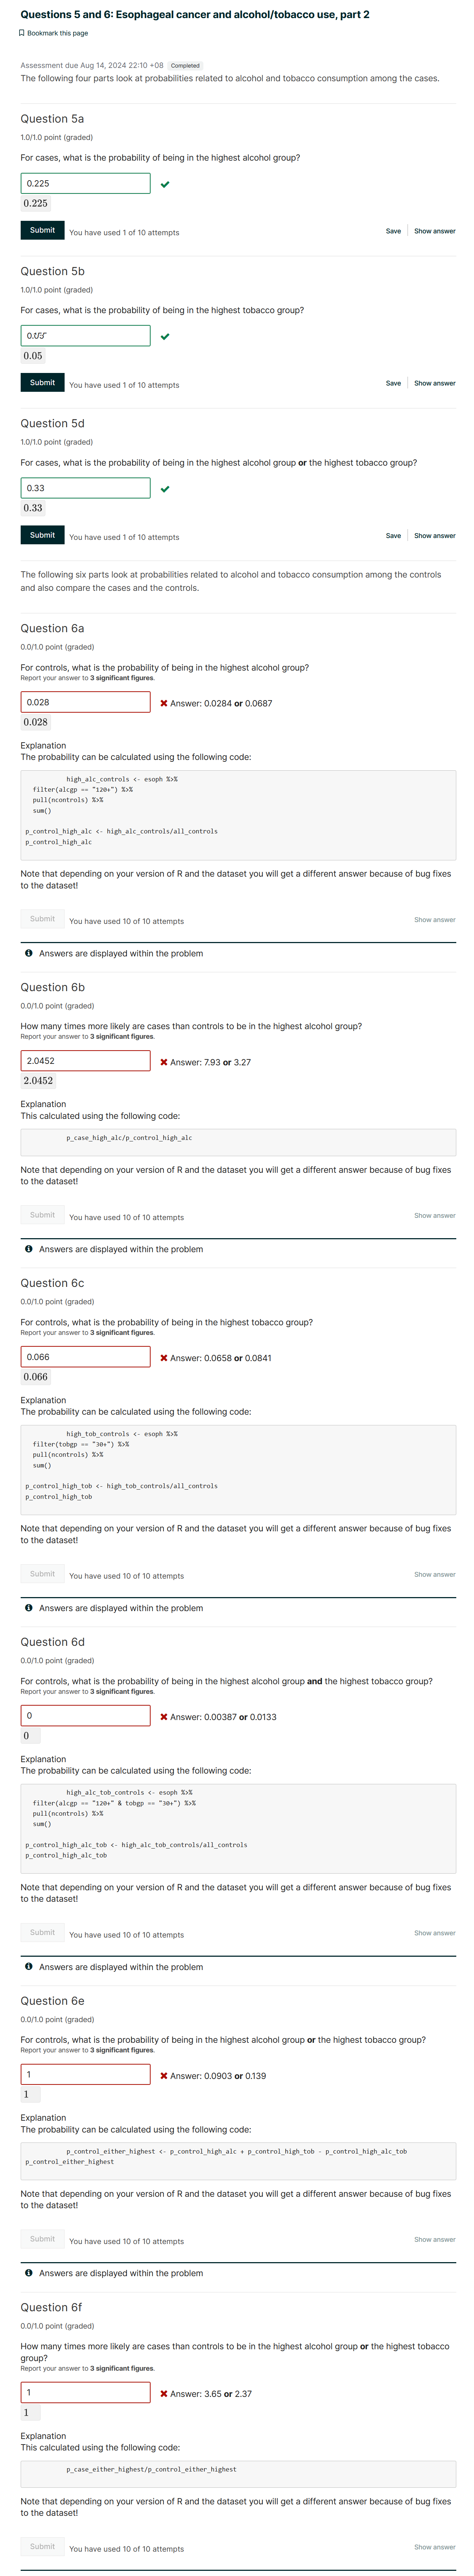 Questions 5 and 6: Esophageal cancer and alcohol/tobacco use, part 2
Bookmark this page
Assessment due Aug 14, 2024 22:10 +08 Completed
The following four parts look at probabilities related to alcohol and tobacco consumption among the cases.
Question 5a
1.0/1.0 point (graded)
For cases, what is the probability of being in the highest alcohol group?
0.225
0.225
Submit You have used 1 of 10 attempts Save Show answer
Question 5b
1.0/1.0 point (graded)
For cases, what is the probability of being in the highest tobacco group?
0.05
Submit You have used 1 of 10 attempts Save Show answer
Question 5d
1.0/1.0 point (graded)
For cases, what is the probability of being in the highest alcohol group or the highest tobacco group?
0.33
0.33
Submit You have used 1 of 10 attempts Save Show answer
The following six parts look at probabilities related to alcohol and tobacco consumption among the controls
and also compare the cases and the controls.
Question 6a
0.0/1.0 point (graded)
For controls, what is the probability of being in the highest alcohol group?
Report your answer to 3 significant figures.
0.028 Answer: 0.0284 or 0.0687
0.028
Explanation
The probability can be calculated using the following code:
high_alc_controls <- esoph %>%
filter(alcgp == "120+") %>%
pull(ncontrols) %>%
sum()
p_control_high_alc <- high_alc_controls/all_controls
p_control_high_alc
Note that depending on your version of R and the dataset you will get a different answer because of bug fixes
to the dataset!
Submit You have used 10 of 10 attempts Show answer
Answers are displayed within the problem
Question 6b
0.0/1.0 point (graded)
How many times more likely are cases than controls to be in the highest alcohol group?
Report your answer to 3 significant figures.
2.0452 Answer: 7.93 or 3.27
2.0452
Explanation
This calculated using the following code:
p_case_high_alc/p_control_high_alc
Note that depending on your version of R and the dataset you will get a different answer because of bug fixes
to the dataset!
Submit You have used 10 of 10 attempts Show answer
Answers are displayed within the problem
Question 6c
0.0/1.0 point (graded)
For controls, what is the probability of being in the highest tobacco group?
Report your answer to 3 significant figures.
0.066 Answer: 0.0658 or 0.0841
0.066
Explanation
The probability can be calculated using the following code:
high_tob_controls <- esoph %>%
filter(tobgp == "30+") %>%
pull(ncontrols) %>%
sum()
p_control_high_tob <- high_tob_controls/all_controls
p_control_high_tob
Note that depending on your version of R and the dataset you will get a different answer because of bug fixes
to the dataset!
Submit You have used 10 of 10 attempts Show answer
Answers are displayed within the problem
Question 6d
0.0/1.0 point (graded)
For controls, what is the probability of being in the highest alcohol group and the highest tobacco group?
Report your answer to 3 significant figures.
0 Answer: 0.00387 or 0.0133
0
Explanation
The probability can be calculated using the following code:
high_alc_tob_controls <- esoph %>%
filter(alcgp == "120+" & tobgp == "30+") %>%
pull(ncontrols) %>%
sum()
p_control_high_alc_tob <- high_alc_tob_controls/all_controls
p_control_high_alc_tob
Note that depending on your version of R and the dataset you will get a different answer because of bug fixes
to the dataset!
Submit You have used 10 of 10 attempts Show answer
Answers are displayed within the problem
Question 6e
0.0/1.0 point (graded)
For controls, what is the probability of being in the highest alcohol group or the highest tobacco group?
Report your answer to 3 significant figures.
1 Answer: 0.0903 or 0.139
1
Explanation
The probability can be calculated using the following code:
p_control_either_highest <- p_control_high_alc + p_control_high_tob - p_control_high_alc_tob
p_control_either_highest
Note that depending on your version of R and the dataset you will get a different answer because of bug fixes
to the dataset!
Submit You have used 10 of 10 attempts Show answer
Answers are displayed within the problem
Question 6f
0.0/1.0 point (graded)
How many times more likely are cases than controls to be in the highest alcohol group or the highest tobacco
group?
Report your answer to 3 significant figures.
1 Answer: 3.65 or 2.37
1
Explanation
This calculated using the following code:
p_case_either_highest/p_control_either_highest
Note that depending on your version of R and the dataset you will get a different answer because of bug fixes
to the dataset!
Submit You have used 10 of 10 attempts Show answer